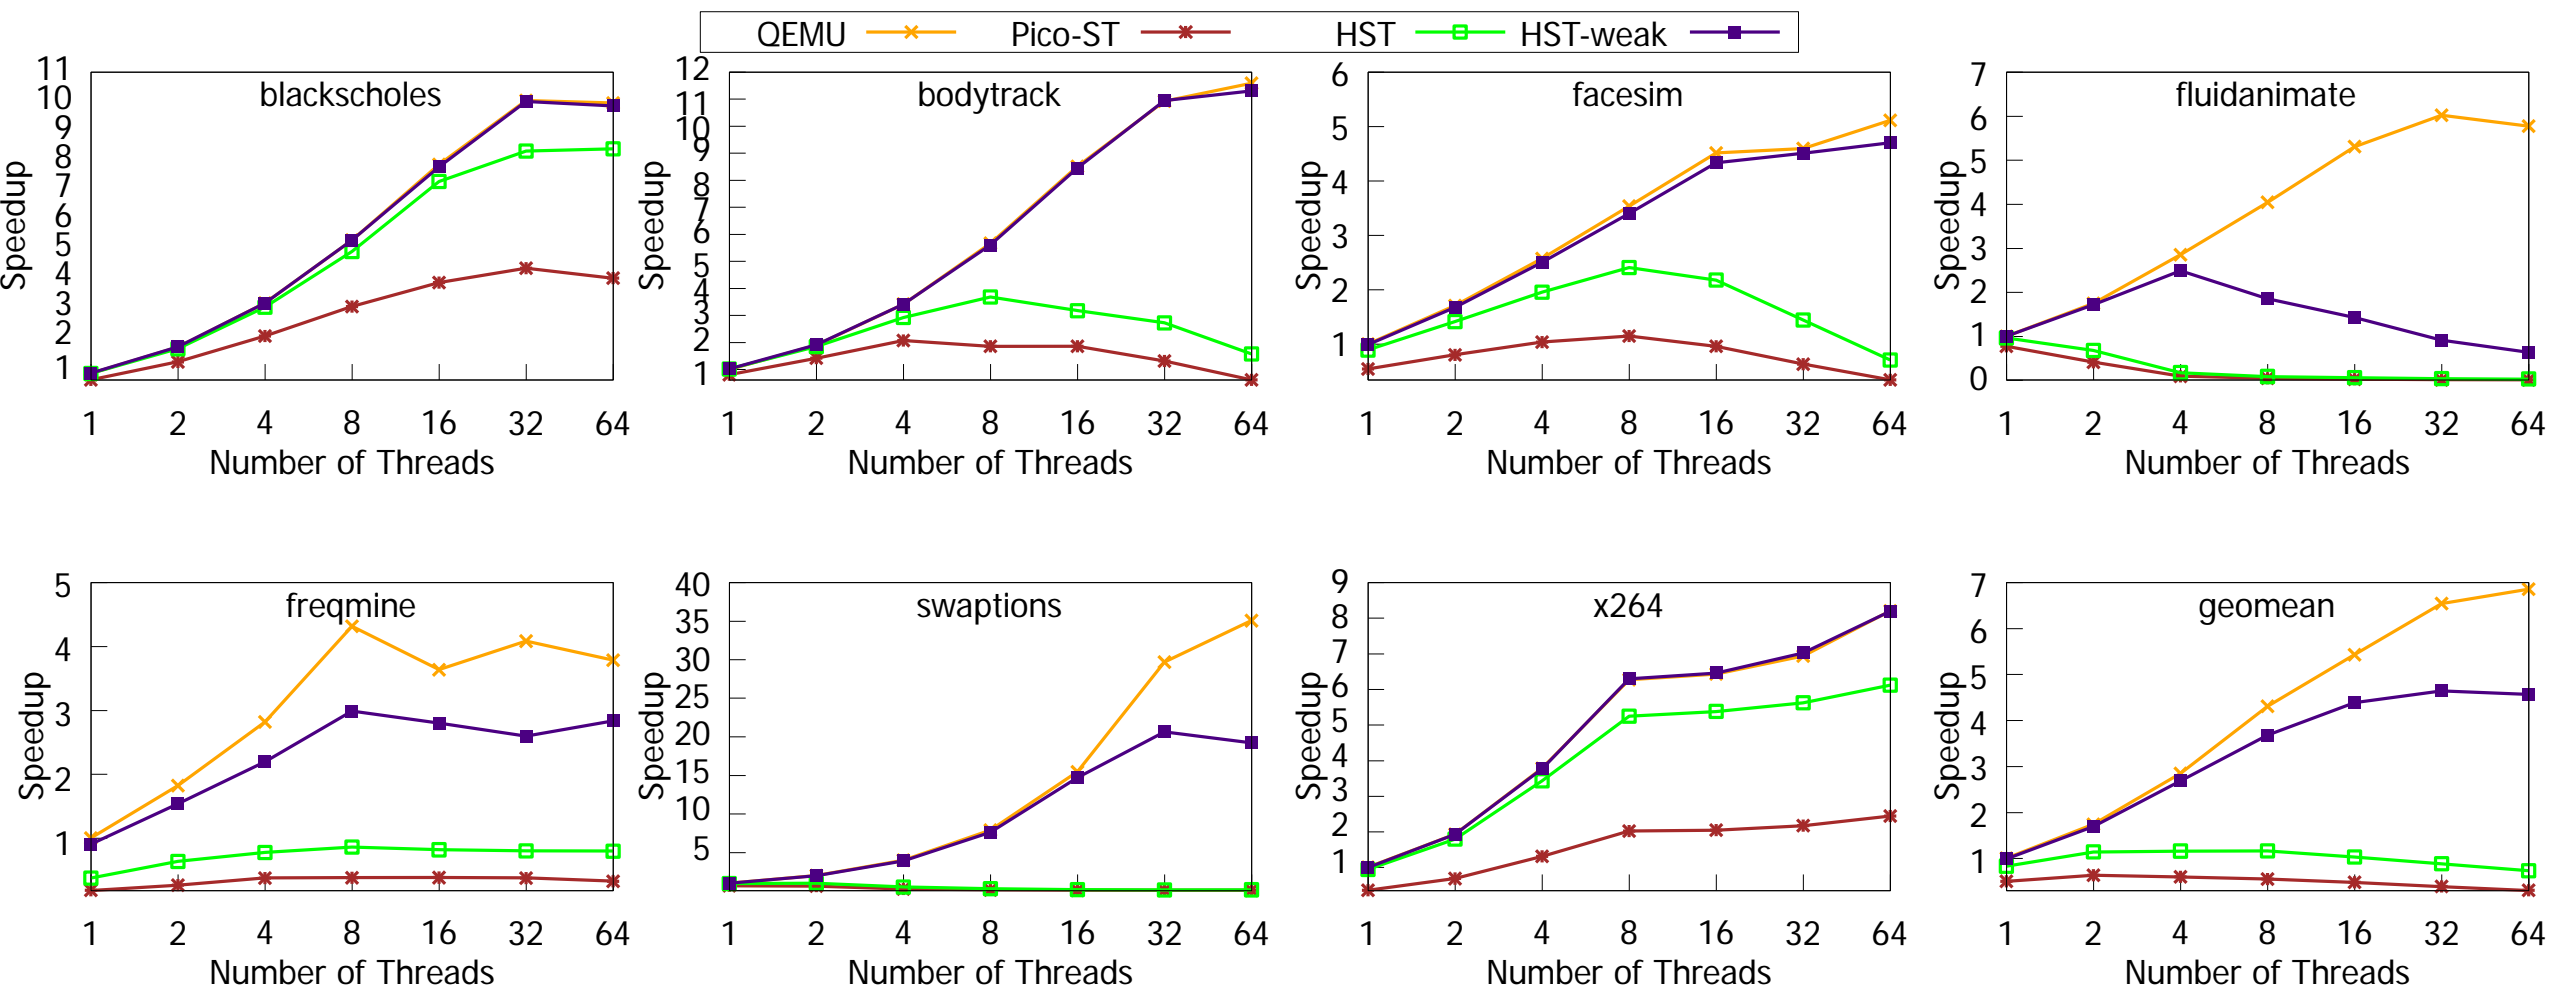 QEMU Pico-ST HST HST-weak
blackscholes
Speedup
11
10
9
8
7
6
5
4
3
2
1
1 2 4 8 16 32 64
Number of Threads
bodytrack
Speedup
12
11
10
9
8
7
6
5
4
3
2
1
1 2 4 8 16 32 64
Number of Threads
facesim
Speedup
6
5
4
3
2
1
1 2 4 8 16 32 64
Number of Threads
fluidanimate
Speedup
7
6
5
4
3
2
1
0
1 2 4 8 16 32 64
Number of Threads
freqmine
Speedup
5
4
3
2
1
1 2 4 8 16 32 64
Number of Threads
swaptions
Speedup
40
35
30
25
20
15
10
5
1 2 4 8 16 32 64
Number of Threads
x264
Speedup
9
8
7
6
5
4
3
2
1
1 2 4 8 16 32 64
Number of Threads
geomean
Speedup
7
6
5
4
3
2
1
1 2 4 8 16 32 64
Number of Threads